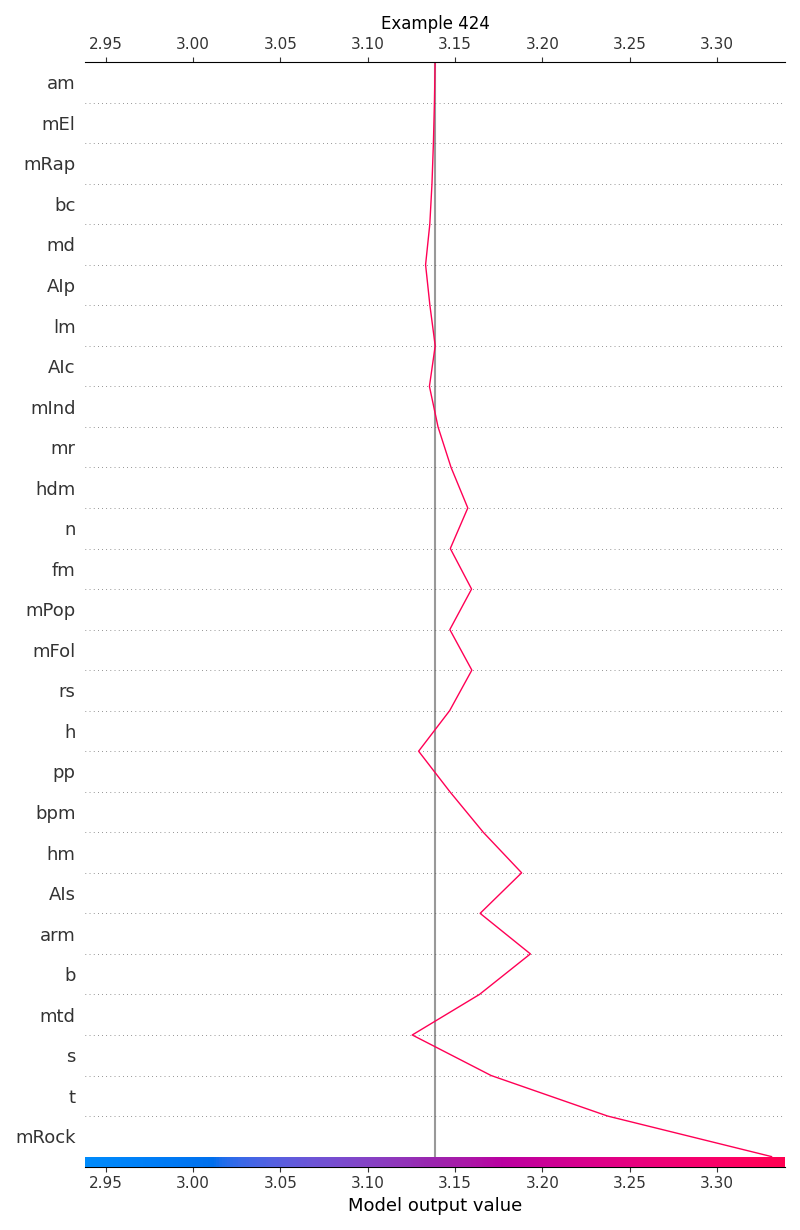 Example 424
2.95 3.00 3.05 3.10 3.15 3.20 3.25 3.30
am
mEl
mRap
bc
md
AIp
lm
AIc
mInd
mr
hdm
n
fm
mPop
mFol
rs
h
pp
bpm
hm
AIs
arm
b
mtd
s
t
mRock
2.95 3.00 3.05 3.10 3.15 3.20 3.25 3.30
Model output value